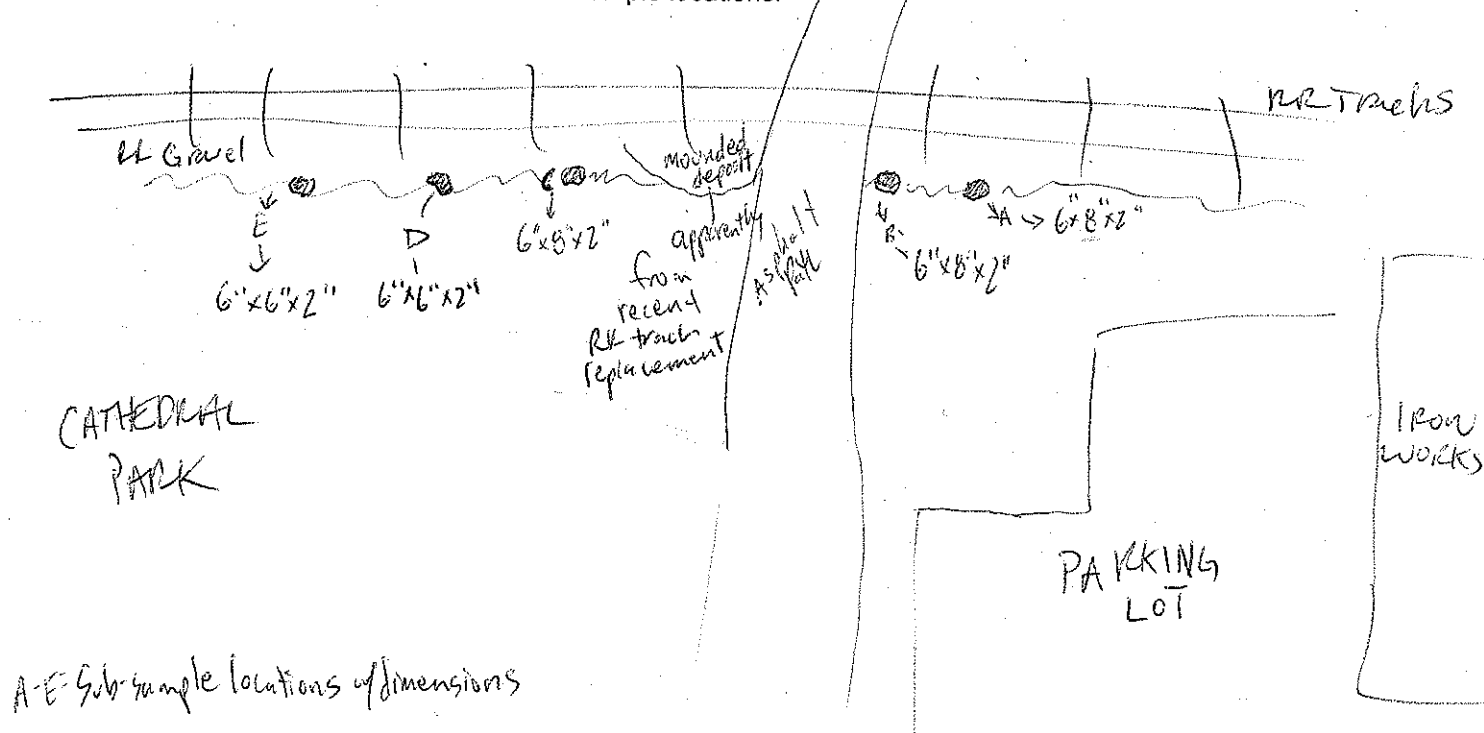 RR Tracks
RR Gravel
mounded
deposit
apparently
from
recent
RR track
replacement
Asphalt
Path
E
6"x6"x2"
D
6"x6"x2"
C
6"x8"x2"
B
6"x8"x2"
A → 6"x8"x2"
CATHEDRAL
PARK
IRON
WORKS
PARKING
LOT
A-E-Sub-sample locations w/dimensions